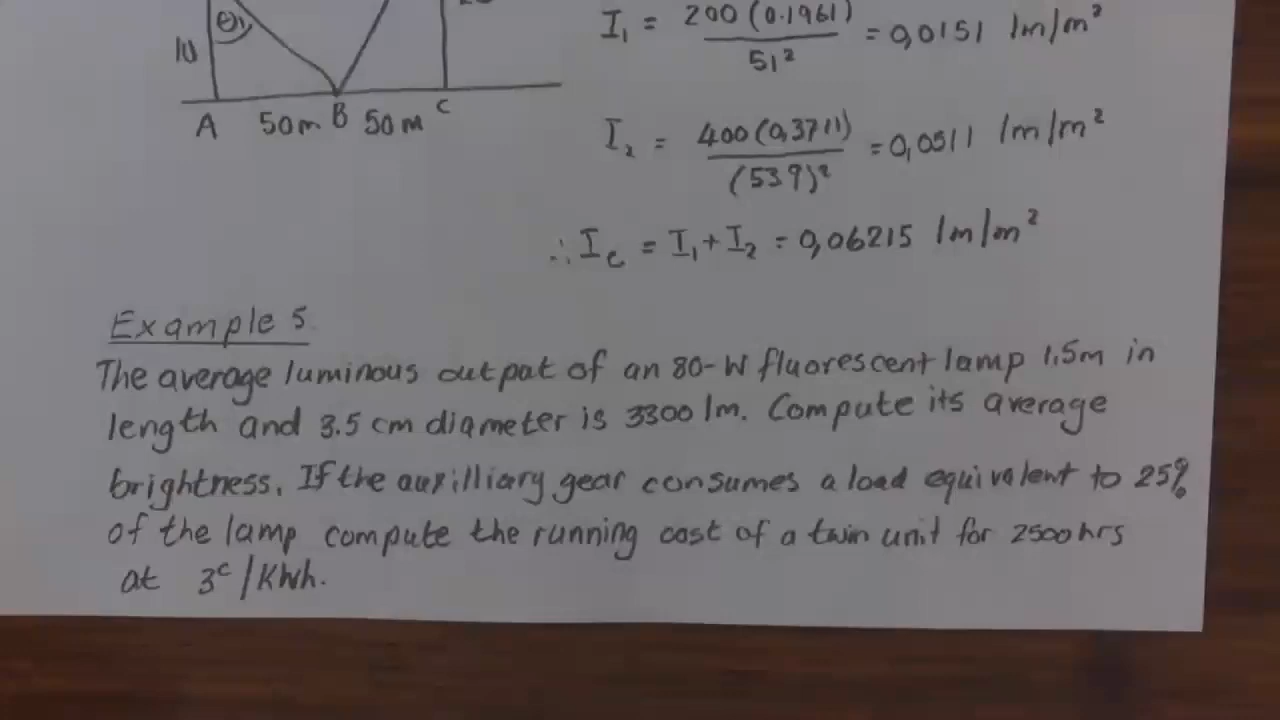 I₁ = 200(0.1961) / 51² = 0,0151 lm/m²
10 θ₁
A 50m B 50m C
I₂ = 400(0,3711) / (539)² = 0,0511 lm/m²
∴ I_c = I₁ + I₂ = 0,06215 lm/m²
Example 5
The average luminous output of an 80-W fluorescent lamp 1.5m in
length and 3.5 cm diameter is 3300 lm. Compute its average
brightness. If the auxilliary gear consumes a load equivalent to 25%
of the lamp compute the running cost of a twin unit for 2500hrs
at 3ᶜ/KWh.